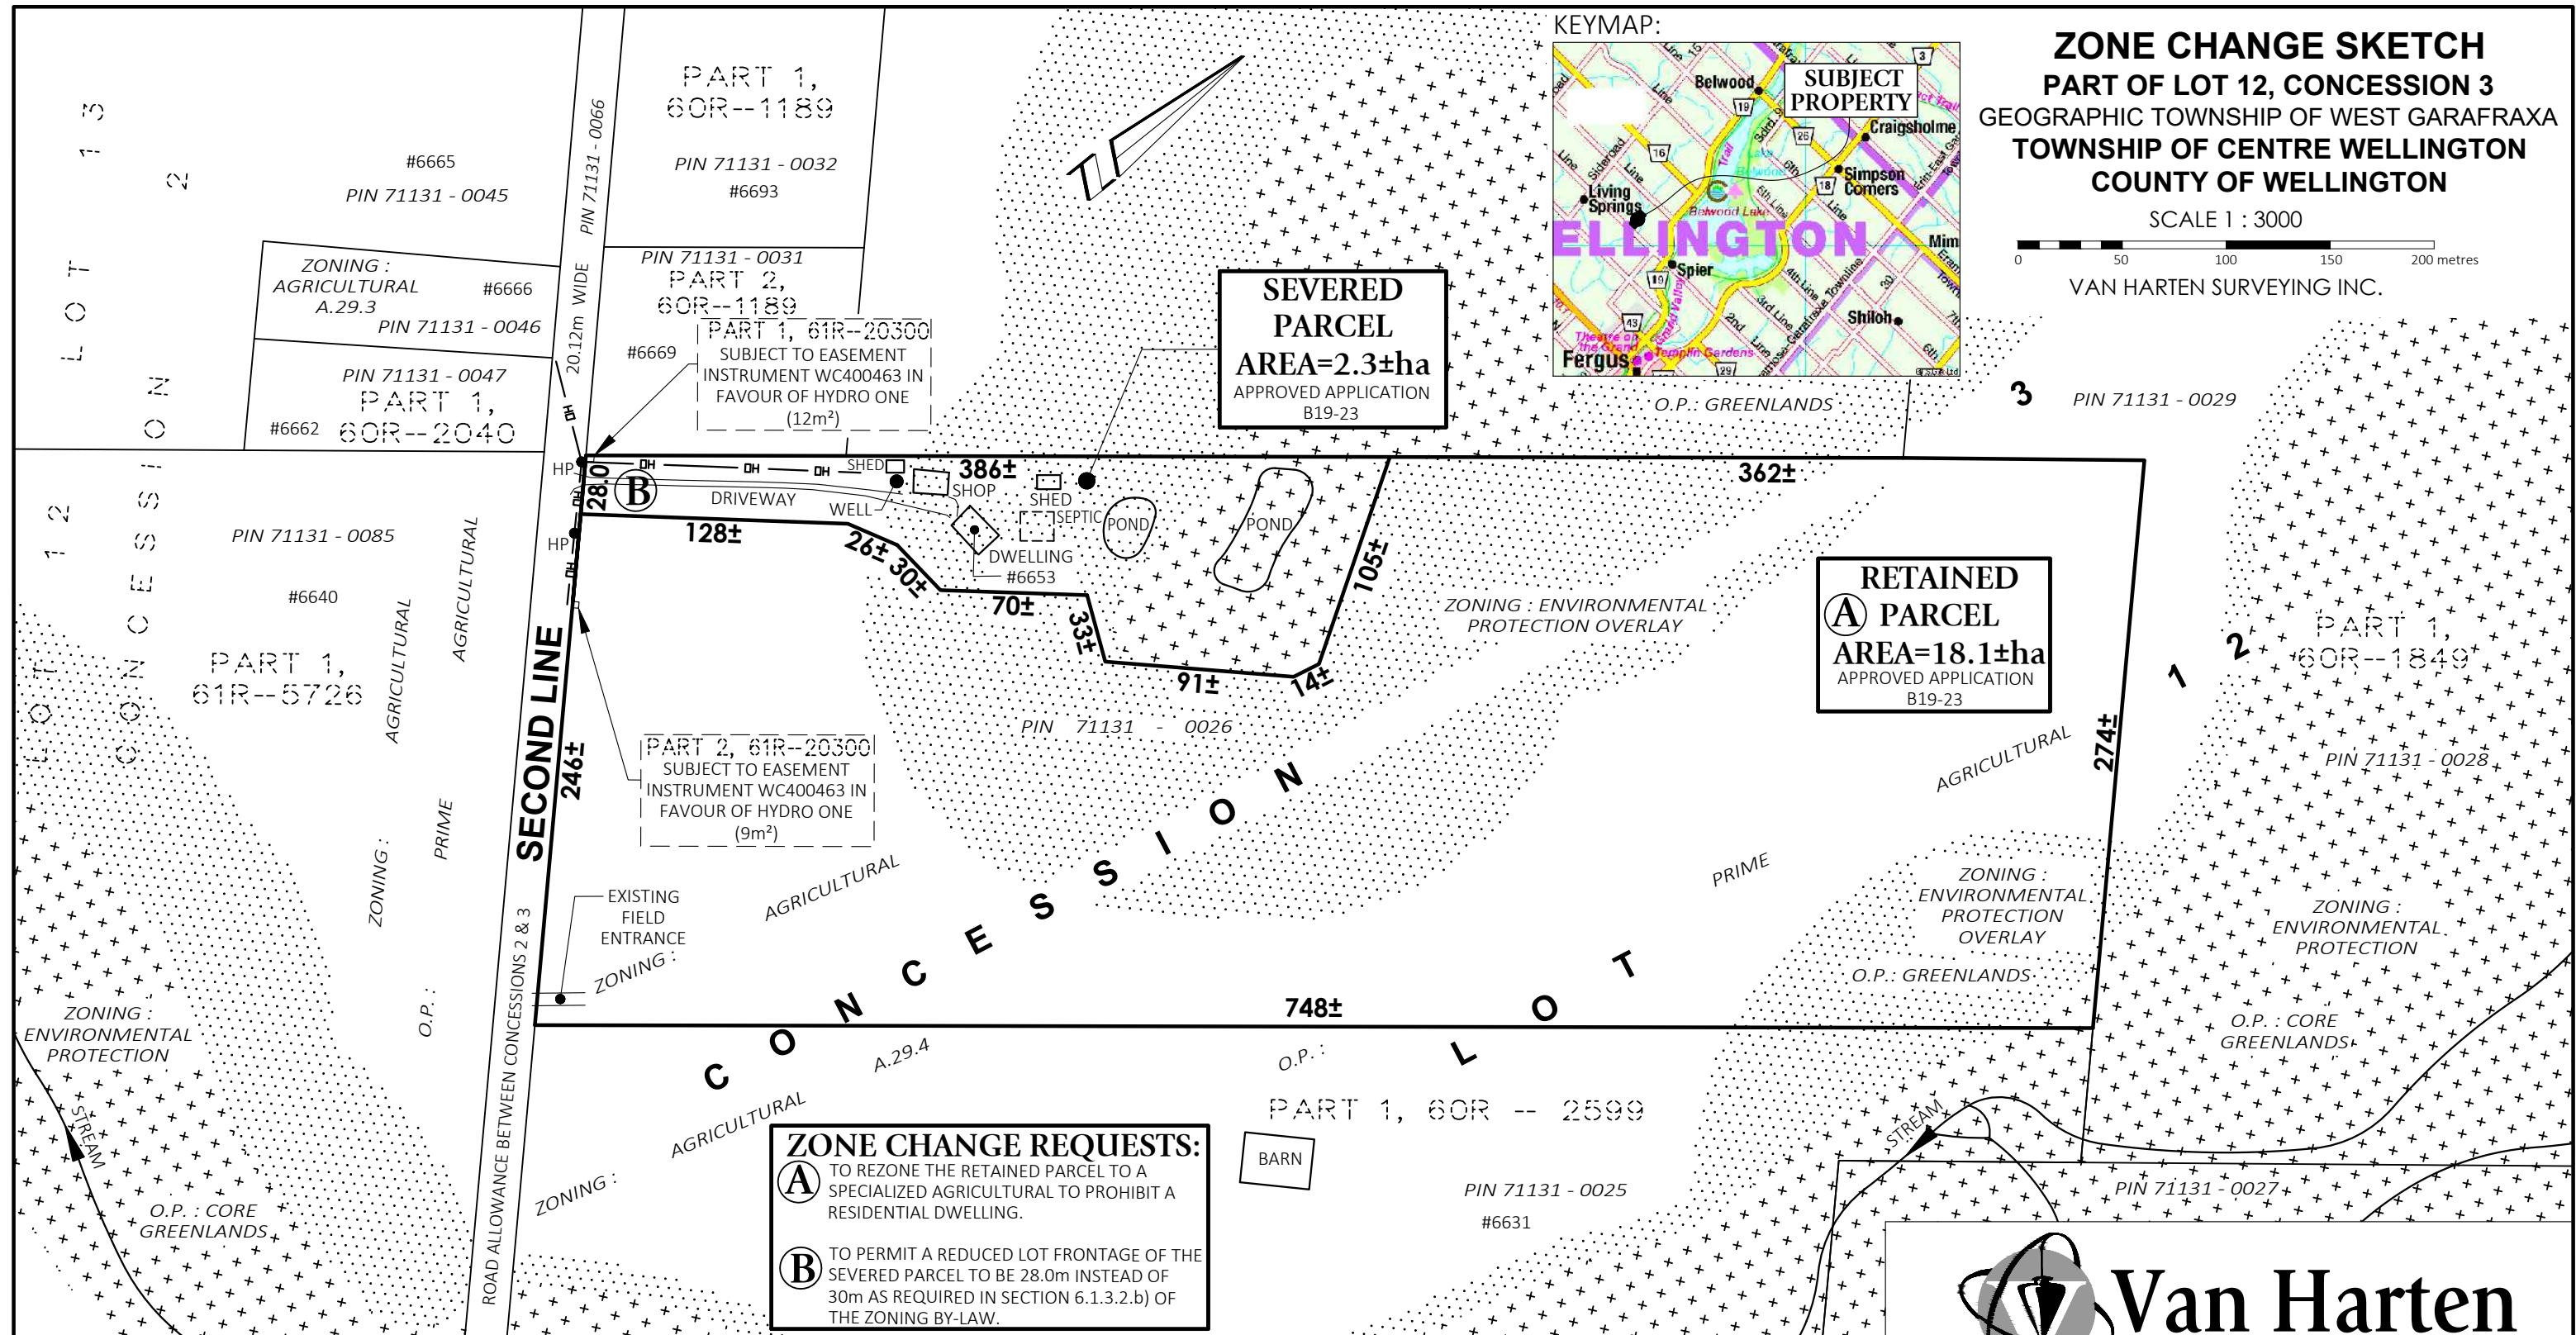 KEYMAP:
Belwood
SUBJECT
PROPERTY
Craigsholme
Simpson
Corners
Living
Springs
Belwood Lake
ELLINGTON
Spier
Shiloh
Fergus
Templin Gardens
Theatre on
the Grand
ZONE CHANGE SKETCH
PART OF LOT 12, CONCESSION 3
GEOGRAPHIC TOWNSHIP OF WEST GARAFRAXA
TOWNSHIP OF CENTRE WELLINGTON
COUNTY OF WELLINGTON
SCALE 1 : 3000
0 50 100 150 200 metres
VAN HARTEN SURVEYING INC.
LOT 13
CONCESSION 2
LOT 12
#6665
PIN 71131 - 0045
ZONING :
AGRICULTURAL
A.29.3
#6666
PIN 71131 - 0046
PIN 71131 - 0047
PART 1,
60R--2040
#6662
PIN 71131 - 0066
20.12m WIDE
PART 1,
60R--1189
PIN 71131 - 0032
#6693
PIN 71131 - 0031
PART 2,
60R--1189
#6669
PART 1, 61R--20300
SUBJECT TO EASEMENT
INSTRUMENT WC400463 IN
FAVOUR OF HYDRO ONE
(12m²)
SEVERED
PARCEL
AREA=2.3±ha
APPROVED APPLICATION
B19-23
O.P.: GREENLANDS
3
PIN 71131 - 0029
HP
HP
28.0
B
DRIVEWAY
SHED
WELL
SHOP
386±
SHED
SEPTIC
POND
POND
DWELLING
#6653
128±
26±
30±
70±
33±
91±
14±
105±
362±
ZONING : ENVIRONMENTAL
PROTECTION OVERLAY
RETAINED
A PARCEL
AREA=18.1±ha
APPROVED APPLICATION
B19-23
274±
12
PART 1,
60R--1849
PIN 71131 - 0028
PIN 71131 - 0085
#6640
PART 1,
61R--5726
ZONING : AGRICULTURAL
O.P. : PRIME AGRICULTURAL
SECOND LINE
246±
ROAD ALLOWANCE BETWEEN CONCESSIONS 2 & 3
PIN 71131 - 0026
PART 2, 61R--20300
SUBJECT TO EASEMENT
INSTRUMENT WC400463 IN
FAVOUR OF HYDRO ONE
(9m²)
EXISTING
FIELD
ENTRANCE
ZONING : AGRICULTURAL
CONCESSION
LOT
O.P. : PRIME AGRICULTURAL
748±
ZONING :
ENVIRONMENTAL
PROTECTION
OVERLAY
O.P.: GREENLANDS
ZONING :
ENVIRONMENTAL
PROTECTION
O.P. : CORE
GREENLANDS
ZONING :
ENVIRONMENTAL
PROTECTION
STREAM
O.P. : CORE
GREENLANDS
ZONING : AGRICULTURAL A.29.4
PART 1, 60R -- 2599
BARN
PIN 71131 - 0025
#6631
STREAM
PIN 71131 - 0027
ZONE CHANGE REQUESTS:
A TO REZONE THE RETAINED PARCEL TO A
SPECIALIZED AGRICULTURAL TO PROHIBIT A
RESIDENTIAL DWELLING.
B TO PERMIT A REDUCED LOT FRONTAGE OF THE
SEVERED PARCEL TO BE 28.0m INSTEAD OF
30m AS REQUIRED IN SECTION 6.1.3.2.b) OF
THE ZONING BY-LAW.
Van Harten